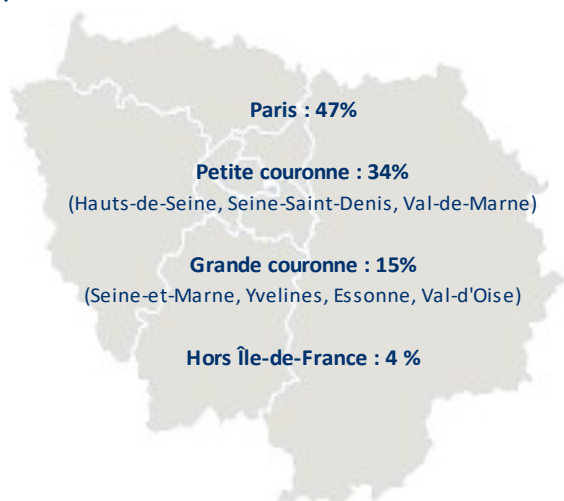 Paris : 47%
Petite couronne : 34%
(Hauts-de-Seine, Seine-Saint-Denis, Val-de-Marne)
Grande couronne : 15%
(Seine-et-Marne, Yvelines, Essonne, Val-d'Oise)
Hors Île-de-France : 4 %